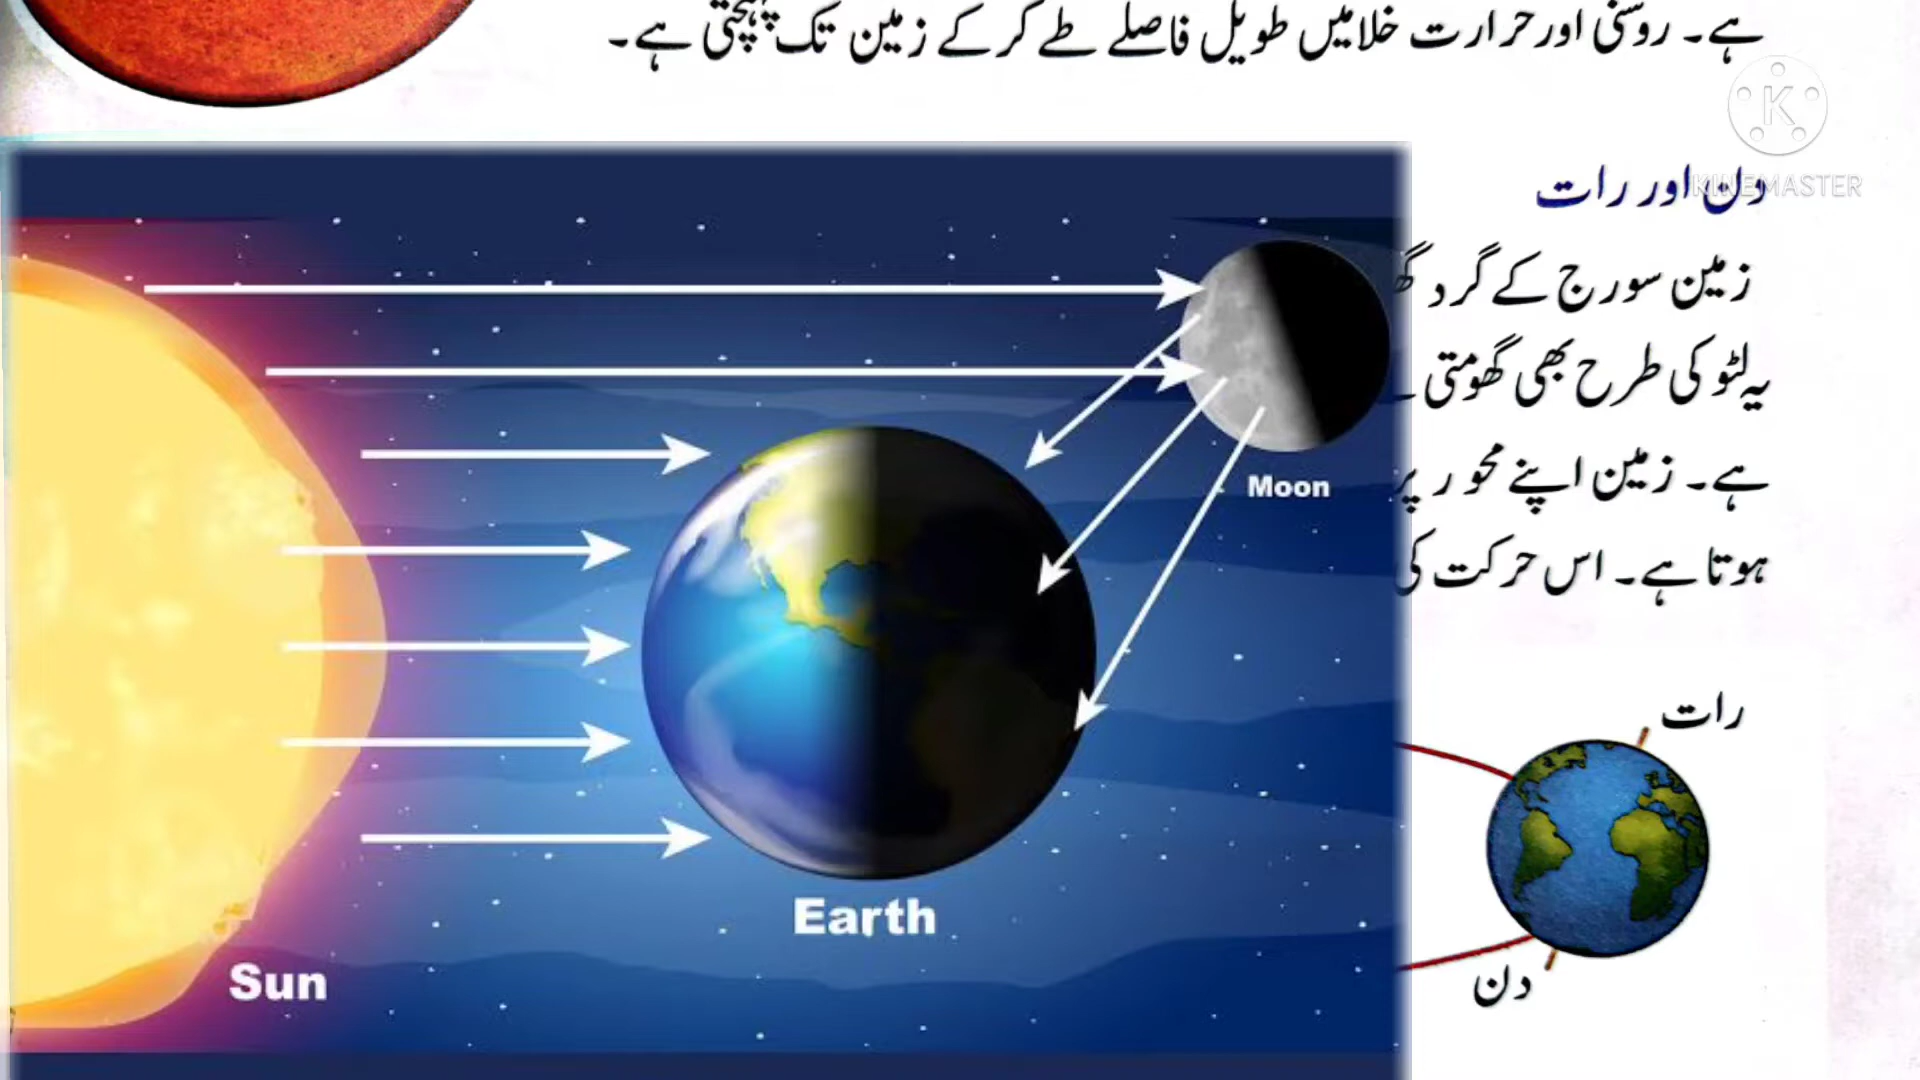 ہے۔ روشنی اور حرارت خلا میں طویل فاصلے طے کر کے زمین تک پہنچتی ہے۔
K
KINEMASTER
دن اور رات
زمین سورج کے گرد
یہ لٹو کی طرح بھی گھومتی
ہے۔ زمین اپنے محور پر
ہوتا ہے۔ اس حرکت کی
Moon
رات
Earth
Sun
دن